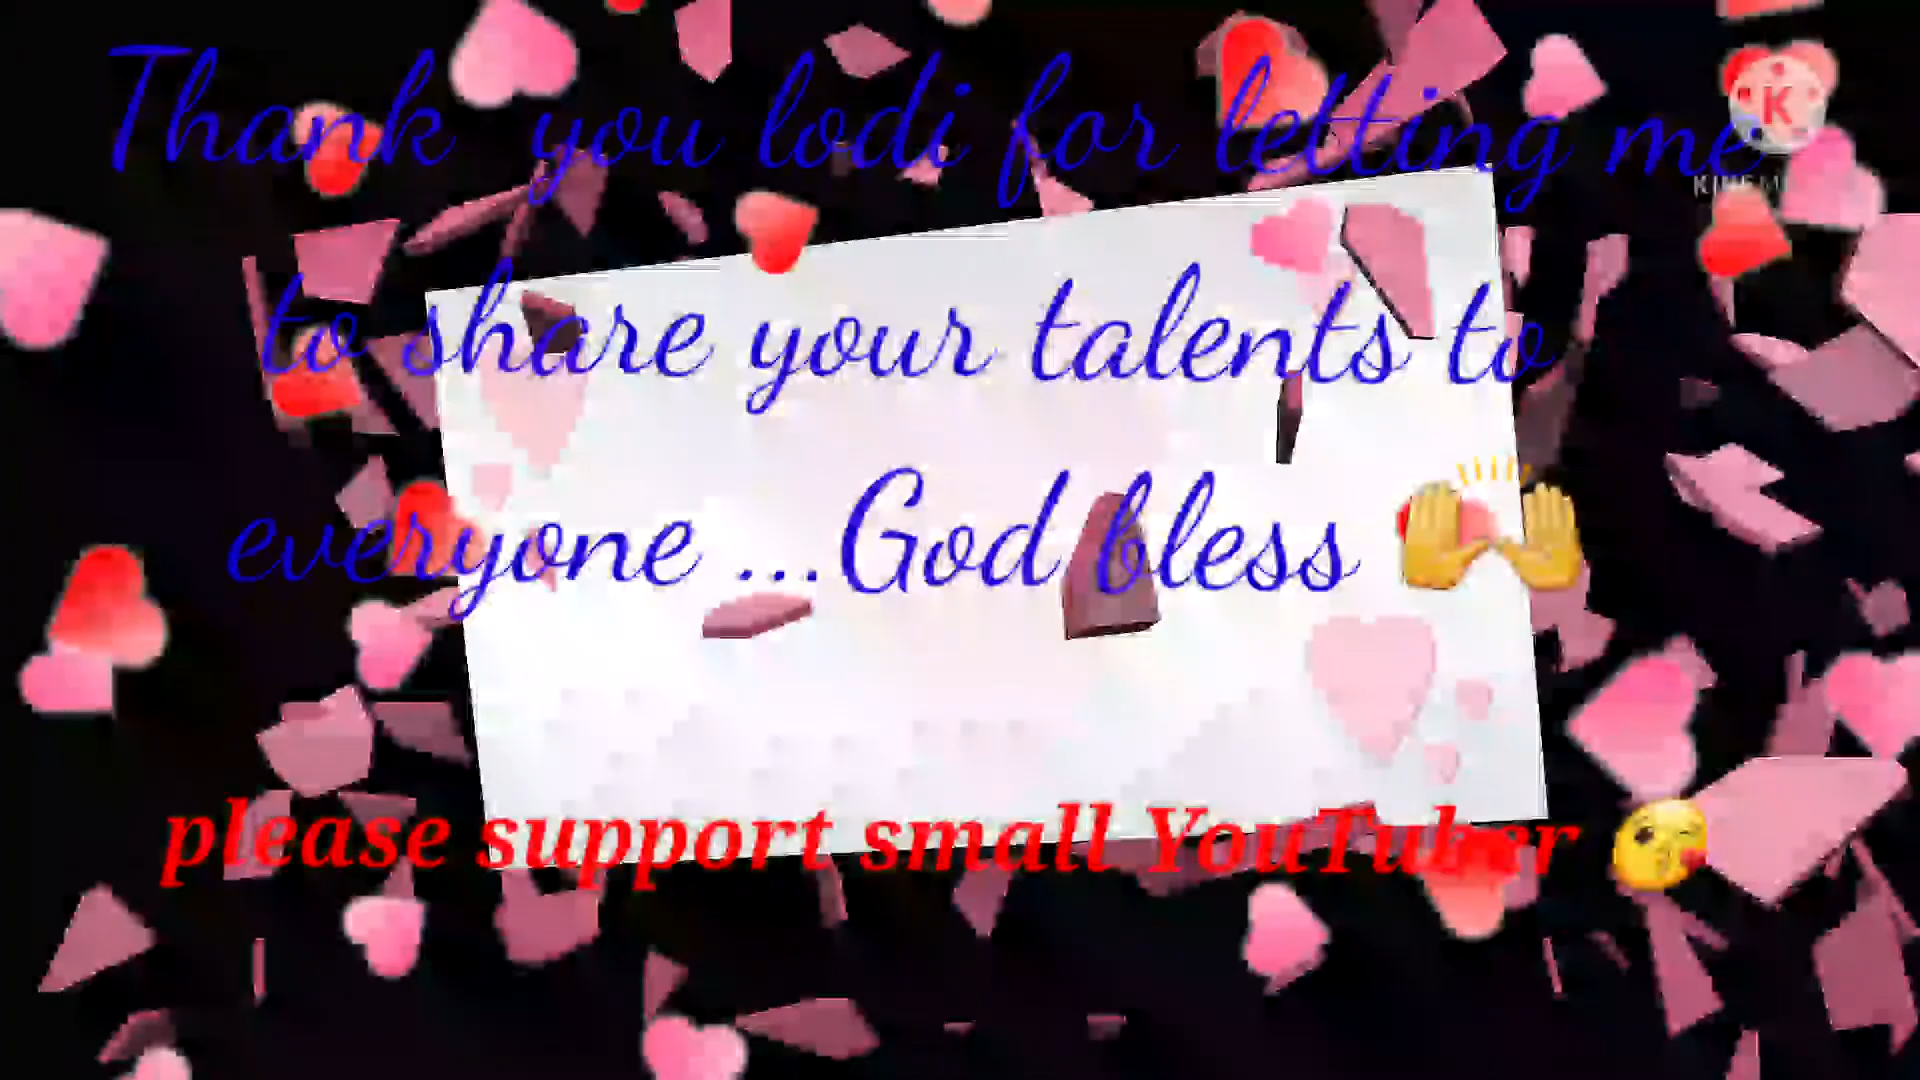 Thank you lodi for letting me
to share your talents to
everyone ...God bless 🙌
please support small YouTuber 😘
K